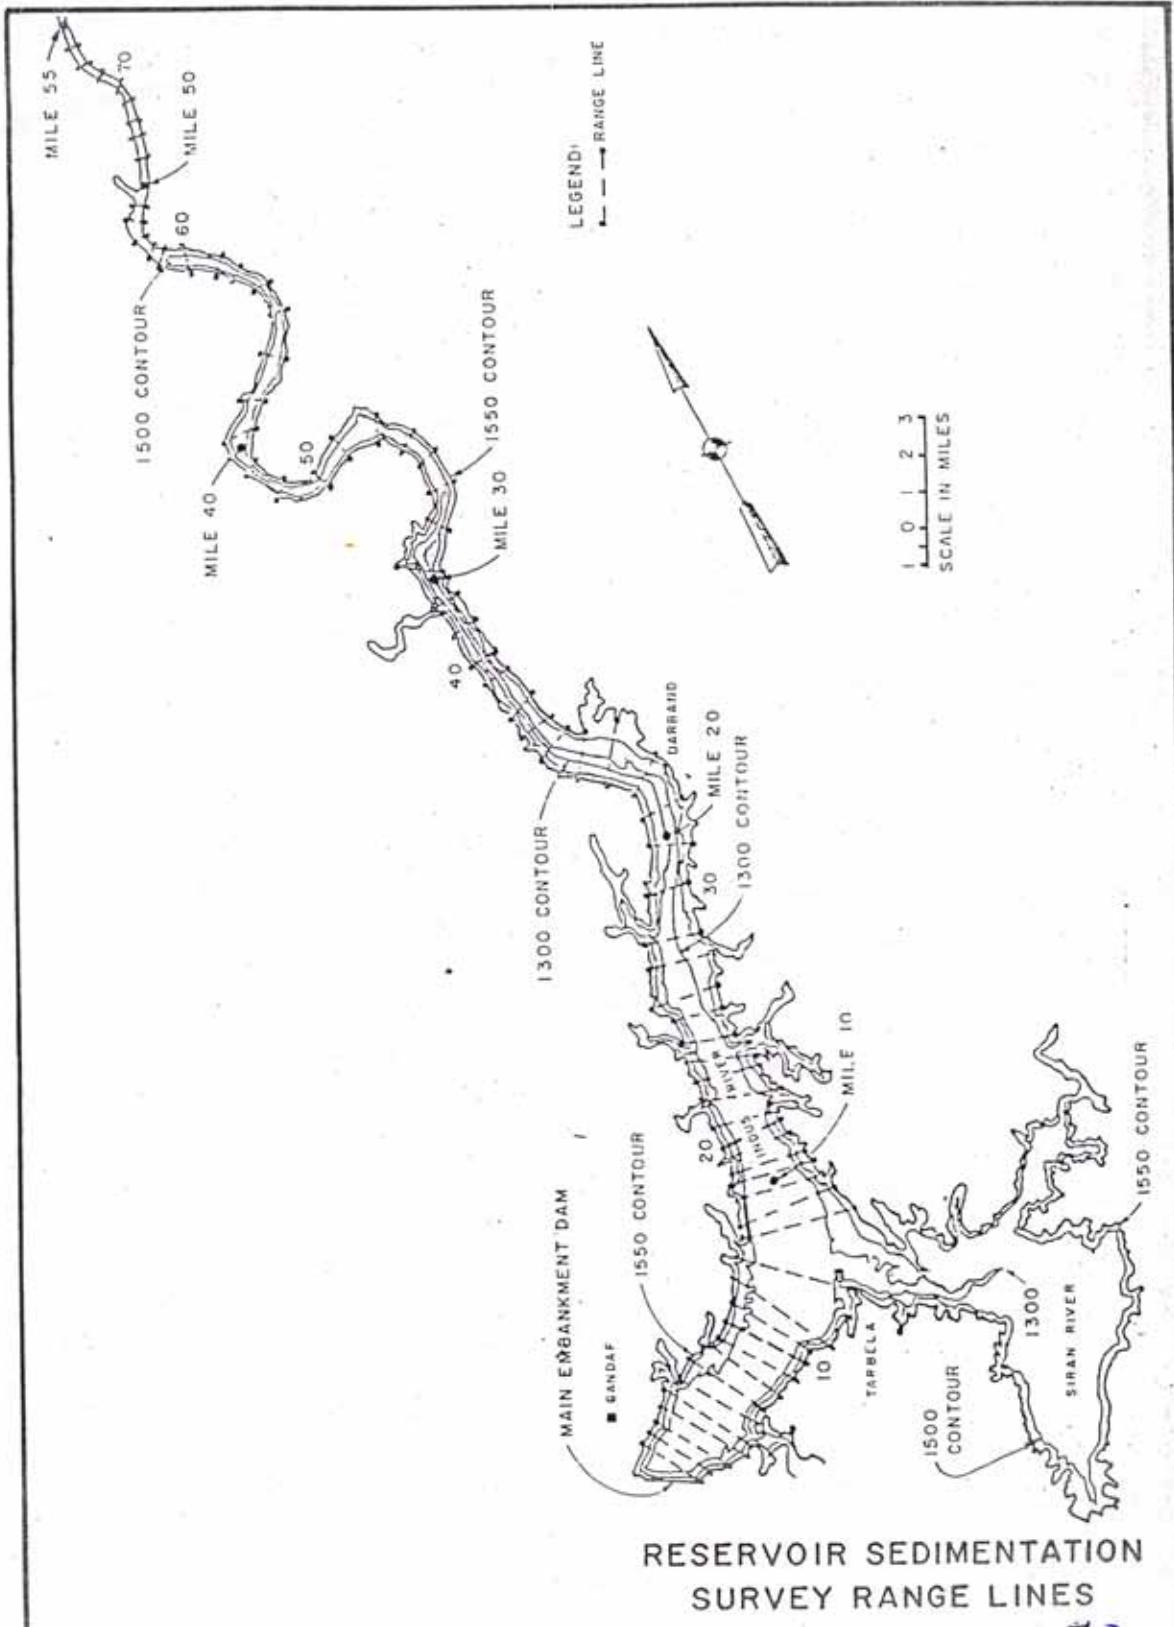 MILE 55
70
MILE 50
60
1500 CONTOUR
LEGEND:
RANGE LINE
MILE 40
50
1550 CONTOUR
MILE 30
40
1 0 1 2 3
SCALE IN MILES
1300 CONTOUR
DARBAND
MILE 20
1300 CONTOUR
30
INDUS RIVER
MILE 10
20
1550 CONTOUR
MAIN EMBANKMENT DAM
GANDAF
10
TARBELA
1300
SIRAN RIVER
1550 CONTOUR
1500
CONTOUR
RESERVOIR SEDIMENTATION
SURVEY RANGE LINES